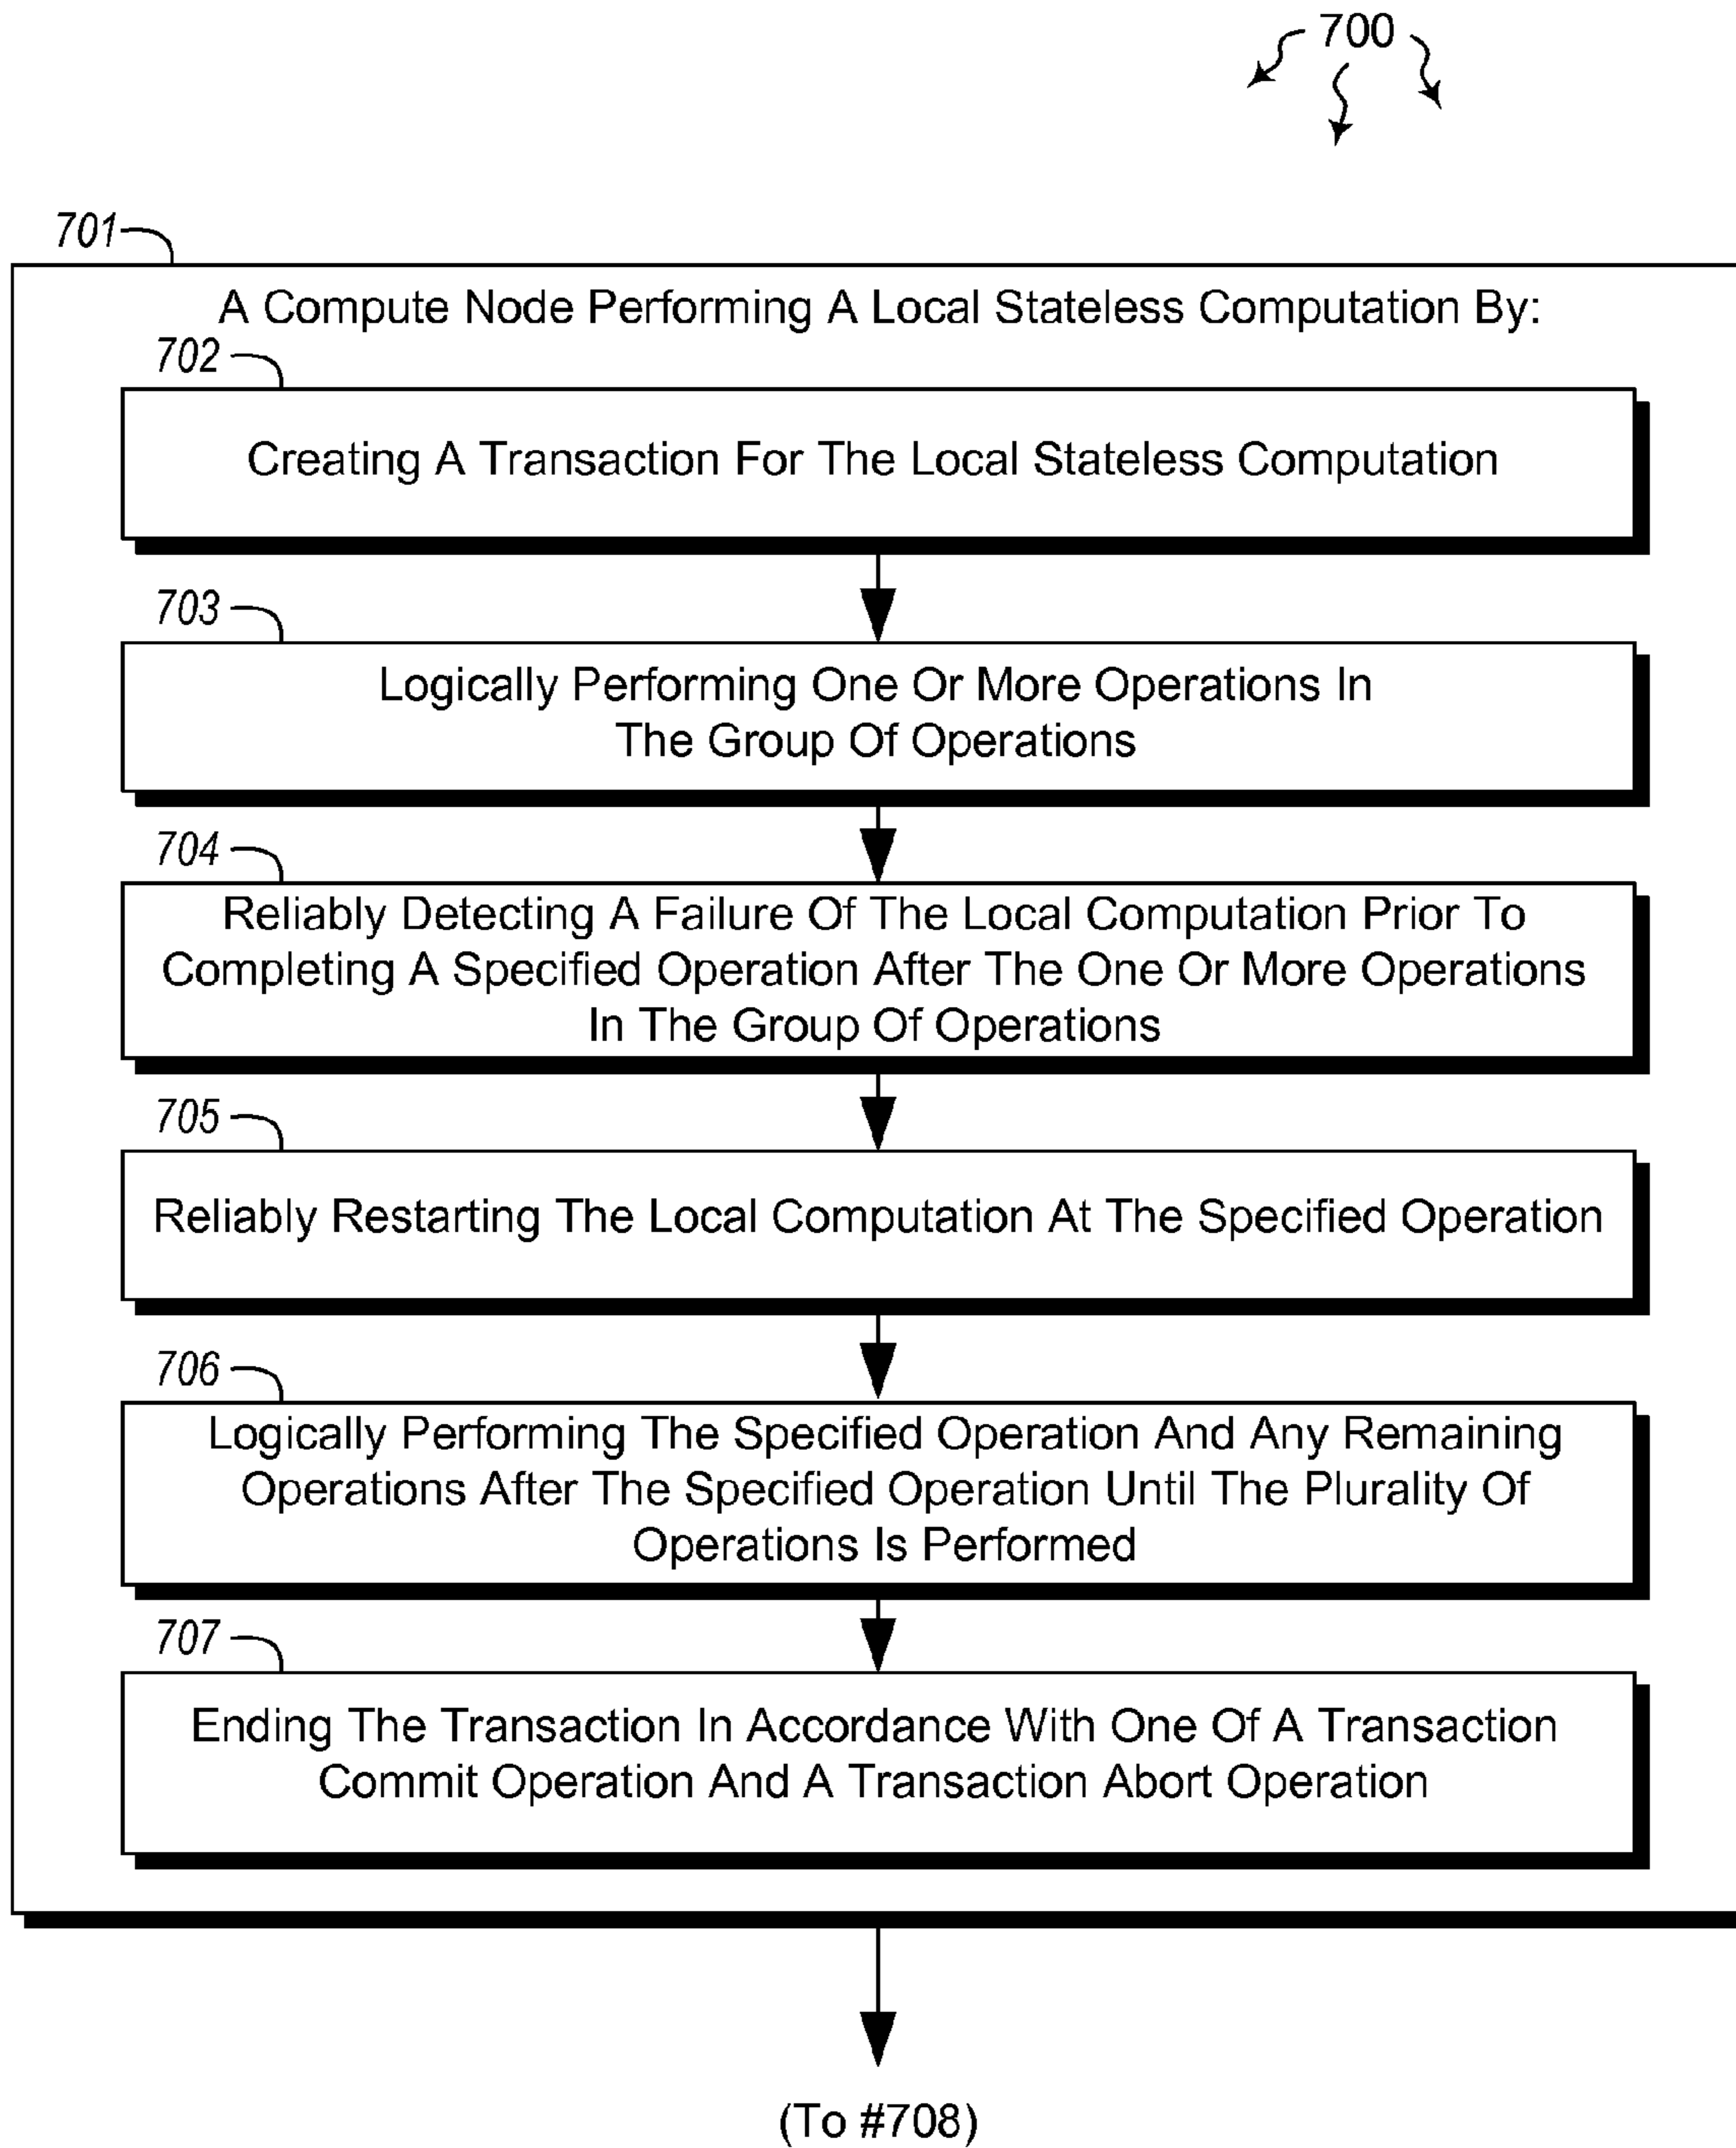 700
701
A Compute Node Performing A Local Stateless Computation By:
702
Creating A Transaction For The Local Stateless Computation
703
Logically Performing One Or More Operations In
The Group Of Operations
704
Reliably Detecting A Failure Of The Local Computation Prior To
Completing A Specified Operation After The One Or More Operations
In The Group Of Operations
705
Reliably Restarting The Local Computation At The Specified Operation
706
Logically Performing The Specified Operation And Any Remaining
Operations After The Specified Operation Until The Plurality Of
Operations Is Performed
707
Ending The Transaction In Accordance With One Of A Transaction
Commit Operation And A Transaction Abort Operation
(To #708)